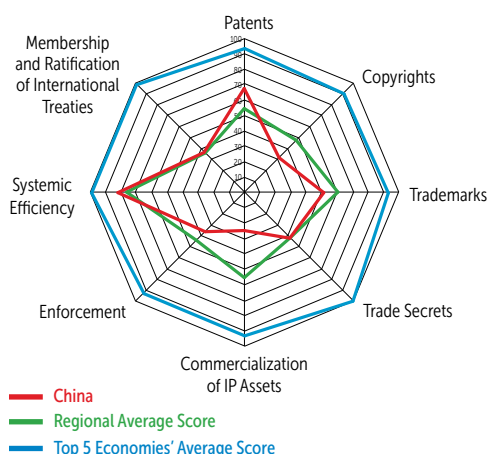 Patents
Membership
and Ratification
of International
Treaties
Copyrights
100
90
80
70
60
50
40
30
20
10
Systemic
Efficiency
Trademarks
Enforcement
Trade Secrets
Commercialization
of IP Assets
China
Regional Average Score
Top 5 Economies' Average Score